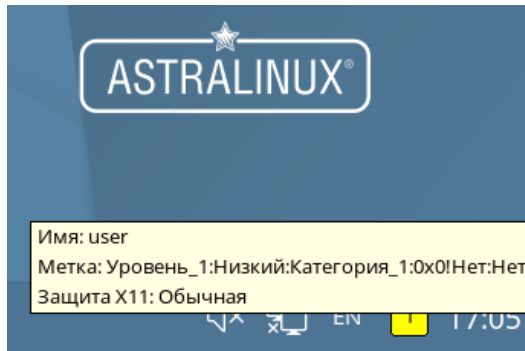 ASTRALINUX®
Имя: user
Метка: Уровень_1:Низкий:Категория_1:0x0!Нет:Нет
Защита X11: Обычная
EN 1 17:05